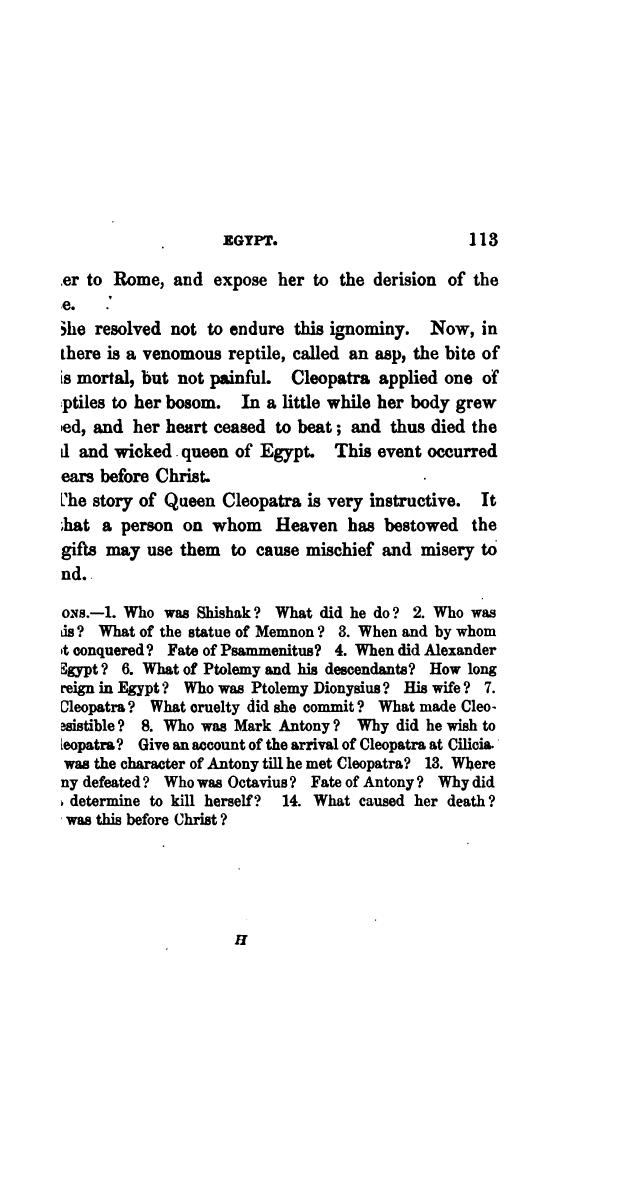 EGYPT. 113
er to Rome, and expose her to the derision of the
e.
She resolved not to endure this ignominy. Now, in
there is a venomous reptile, called an asp, the bite of
is mortal, but not painful. Cleopatra applied one of
ptiles to her bosom. In a little while her body grew
ed, and her heart ceased to beat; and thus died the
l and wicked queen of Egypt. This event occurred
ears before Christ.
The story of Queen Cleopatra is very instructive. It
hat a person on whom Heaven has bestowed the
gifts may use them to cause mischief and misery to
nd.
ONS.—1. Who was Shishak? What did he do? 2. Who was
is? What of the statue of Memnon? 3. When and by whom
t conquered? Fate of Psammenitus? 4. When did Alexander
Egypt? 6. What of Ptolemy and his descendants? How long
reign in Egypt? Who was Ptolemy Dionysius? His wife? 7.
Cleopatra? What cruelty did she commit? What made Cleo-
esistible? 8. Who was Mark Antony? Why did he wish to
leopatra? Give an account of the arrival of Cleopatra at Cilicia.
was the character of Antony till he met Cleopatra? 13. Where
ny defeated? Who was Octavius? Fate of Antony? Why did
determine to kill herself? 14. What caused her death?
was this before Christ?
H